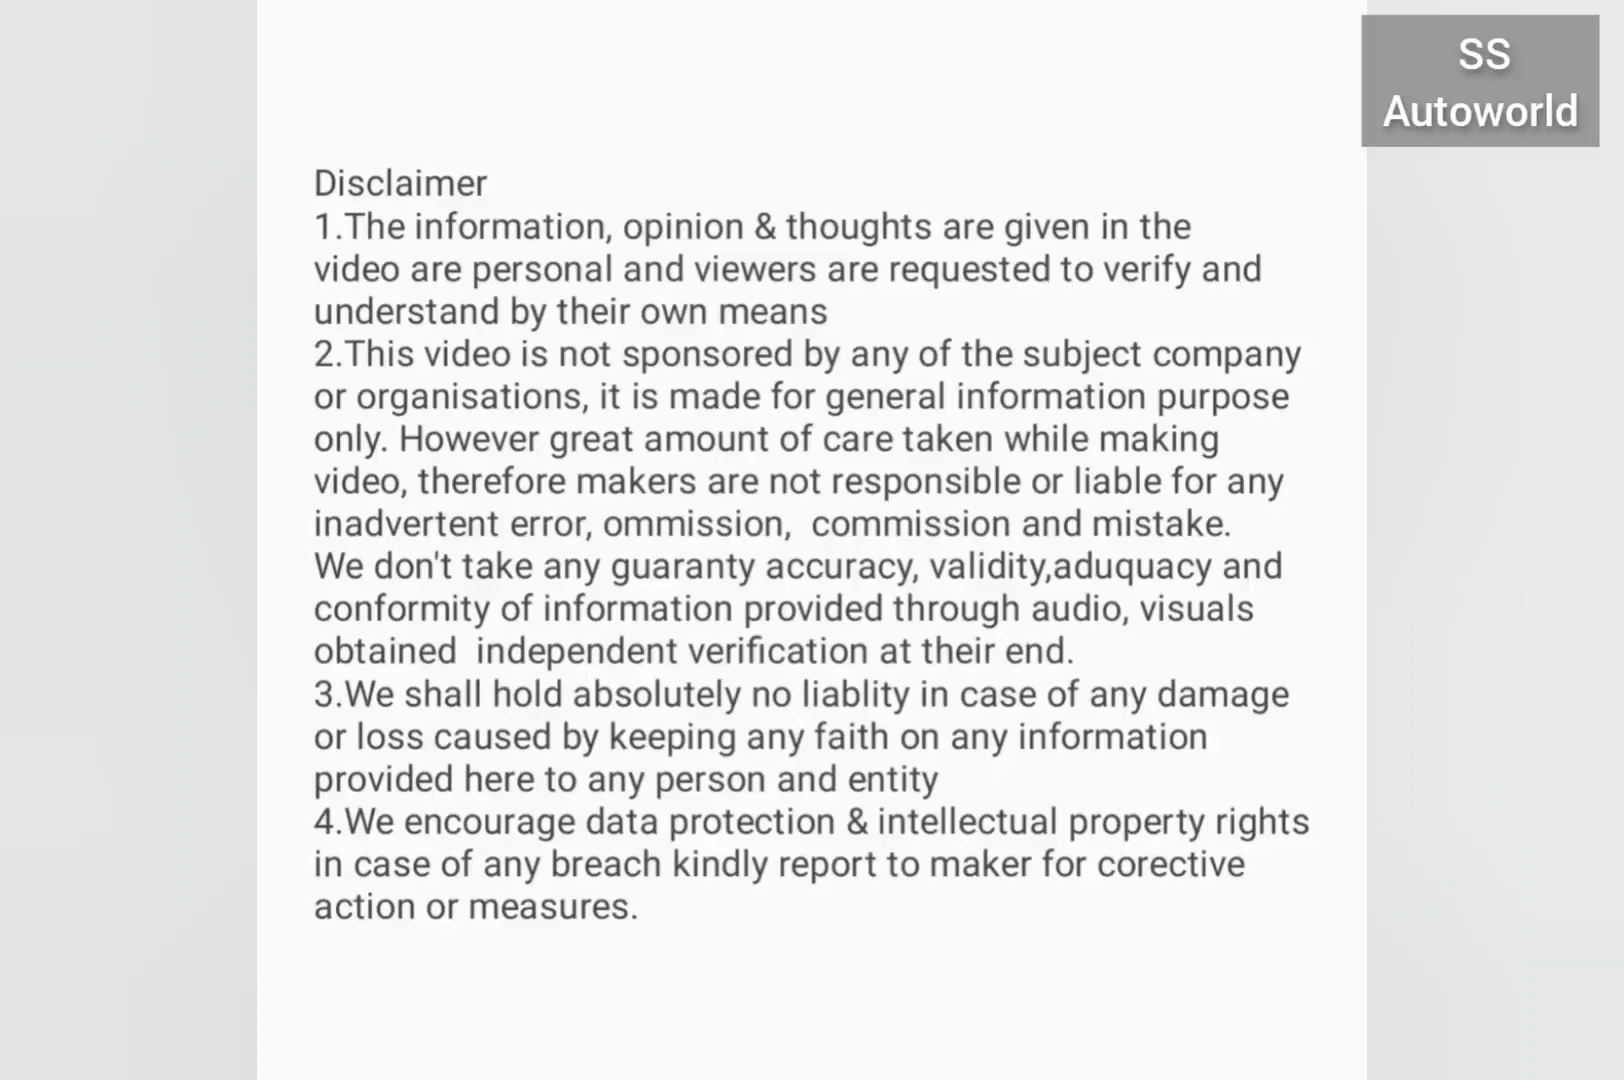 SS
Autoworld
Disclaimer
1.The information, opinion & thoughts are given in the
video are personal and viewers are requested to verify and
understand by their own means
2.This video is not sponsored by any of the subject company
or organisations, it is made for general information purpose
only. However great amount of care taken while making
video, therefore makers are not responsible or liable for any
inadvertent error, ommission,  commission and mistake.
We don't take any guaranty accuracy, validity,aduquacy and
conformity of information provided through audio, visuals
obtained  independent verification at their end.
3.We shall hold absolutely no liablity in case of any damage
or loss caused by keeping any faith on any information
provided here to any person and entity
4.We encourage data protection & intellectual property rights
in case of any breach kindly report to maker for corective
action or measures.